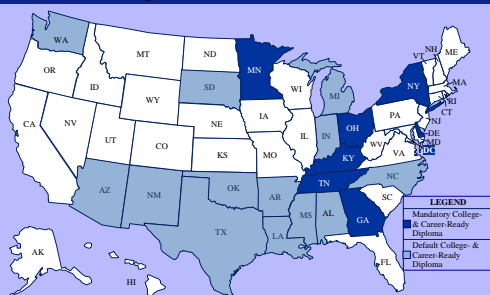 WA
MT
ND
MN
VT
NH
ME
OR
ID
SD
WI
MI
NY
MA
RI
CT
WY
IA
PA
NJ
NV
NE
IL
IN
OH
DE
MD
DC
CA
UT
CO
WV
VA
KS
MO
KY
NC
TN
AZ
NM
OK
AR
SC
MS
AL
GA
TX
LA
FL
AK
HI
LEGEND
Mandatory College-
& Career-Ready
Diploma
Default College- &
Career-Ready
Diploma